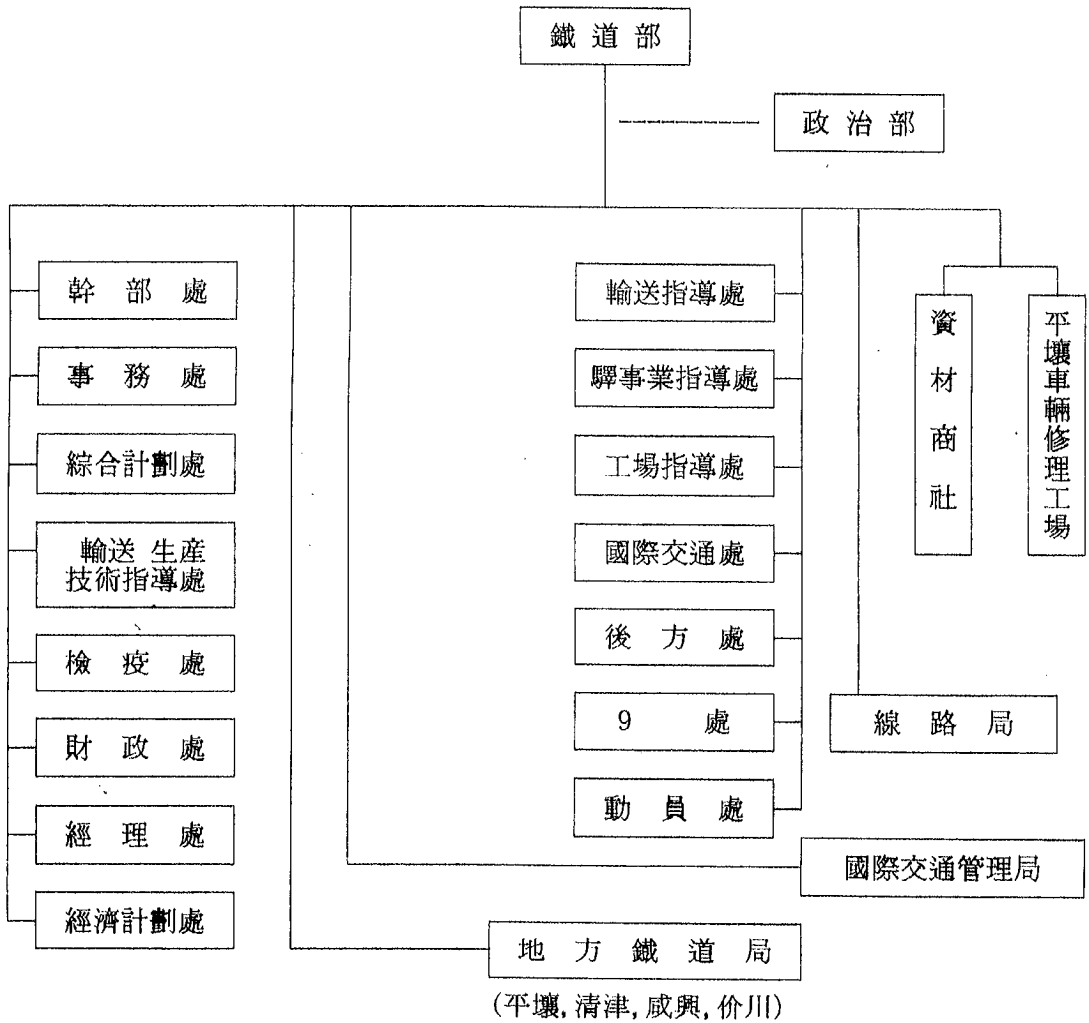 鐵道部
政治部
幹部處
事務處
綜合計劃處
輸送 生産
技術指導處
檢疫處
財政處
經理處
經濟計劃處
輸送指導處
驛事業指導處
工場指導處
國際交通處
後方處
9 處
動員處
資材商社
平壤車輛修理工場
線路局
國際交通管理局
地方鐵道局
(平壤, 清津, 咸興, 价川)